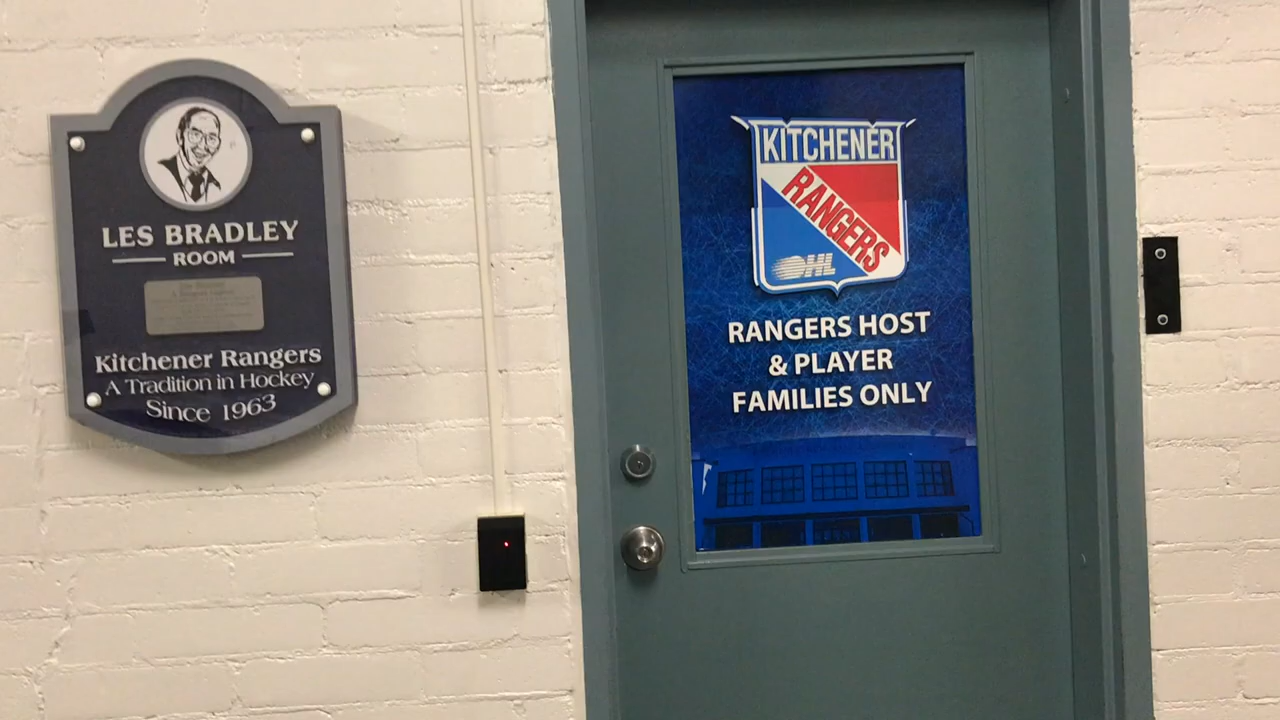 LES BRADLEY
ROOM
Kitchener Rangers
A Tradition in Hockey
Since 1963
KITCHENER
RANGERS
OHL
RANGERS HOST
& PLAYER
FAMILIES ONLY